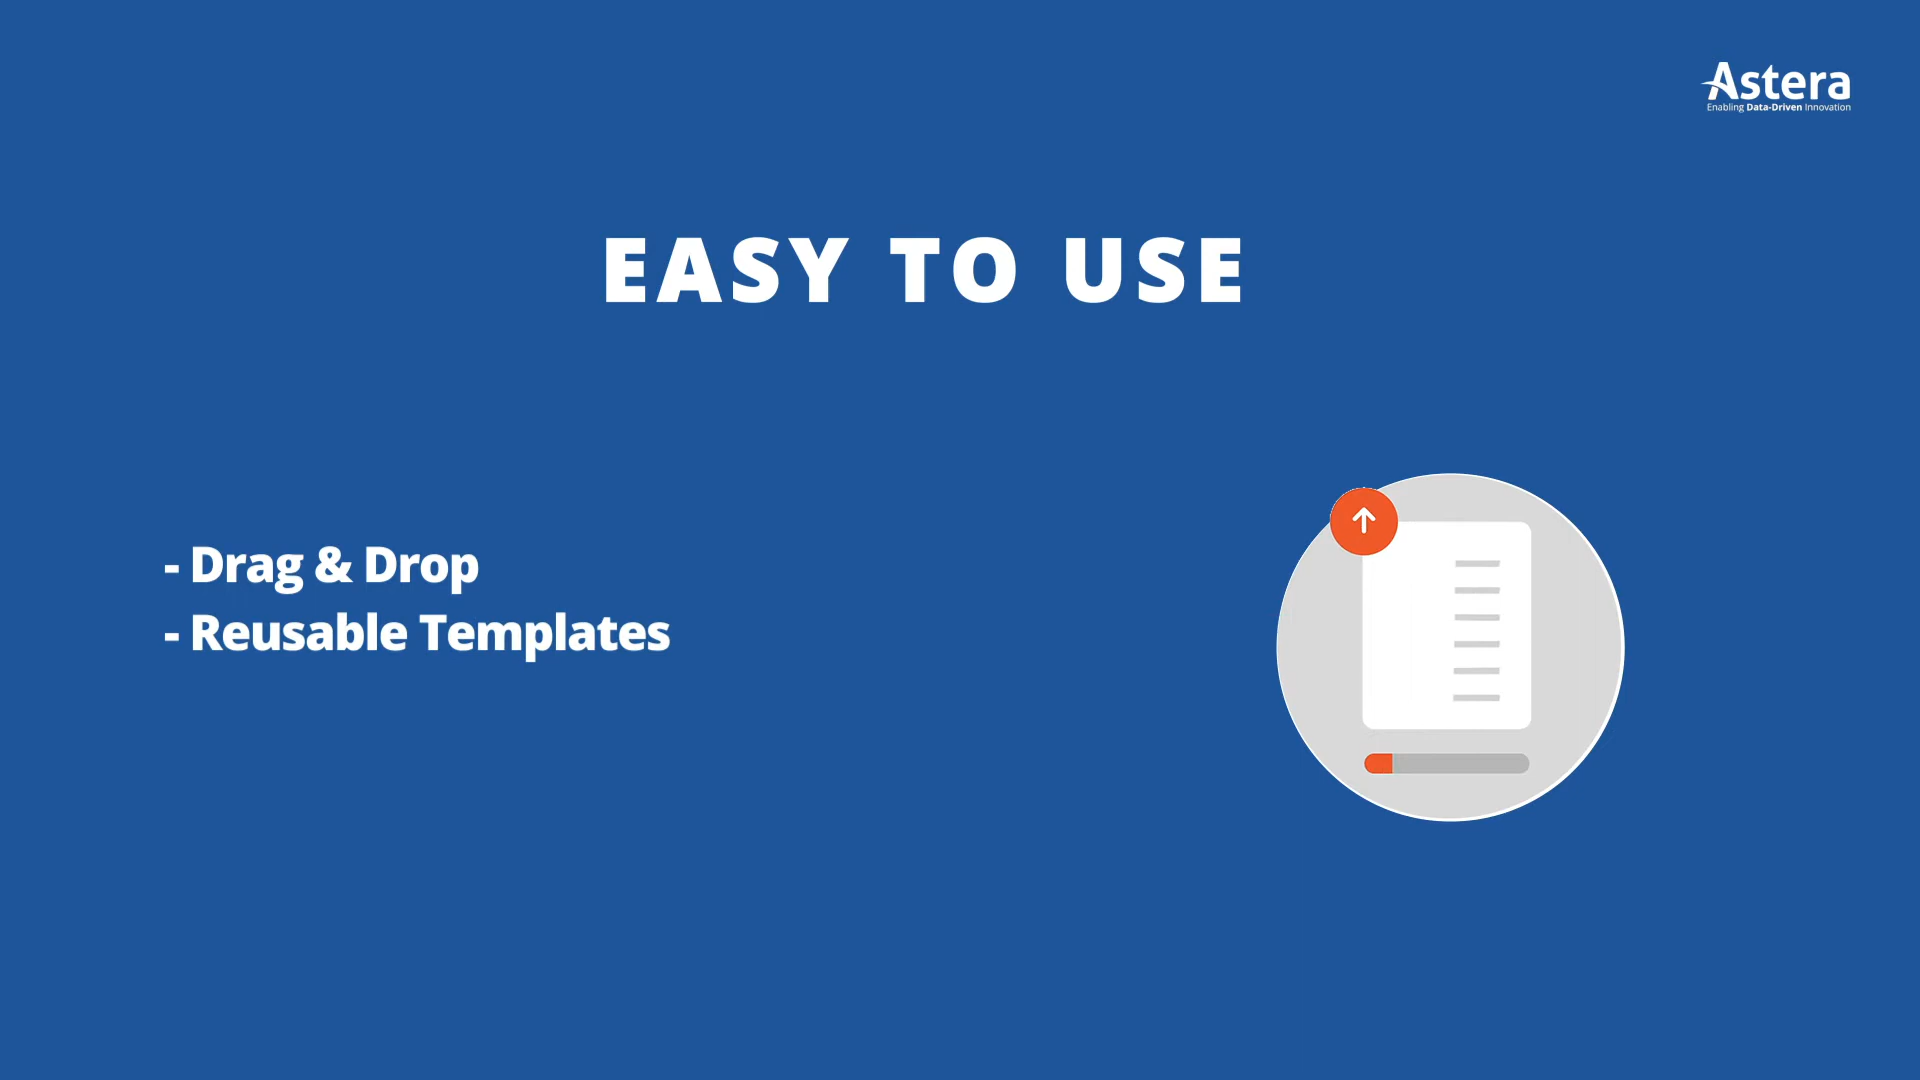 Astera
Enabling Data-Driven Innovation
EASY TO USE
- Drag & Drop
- Reusable Templates